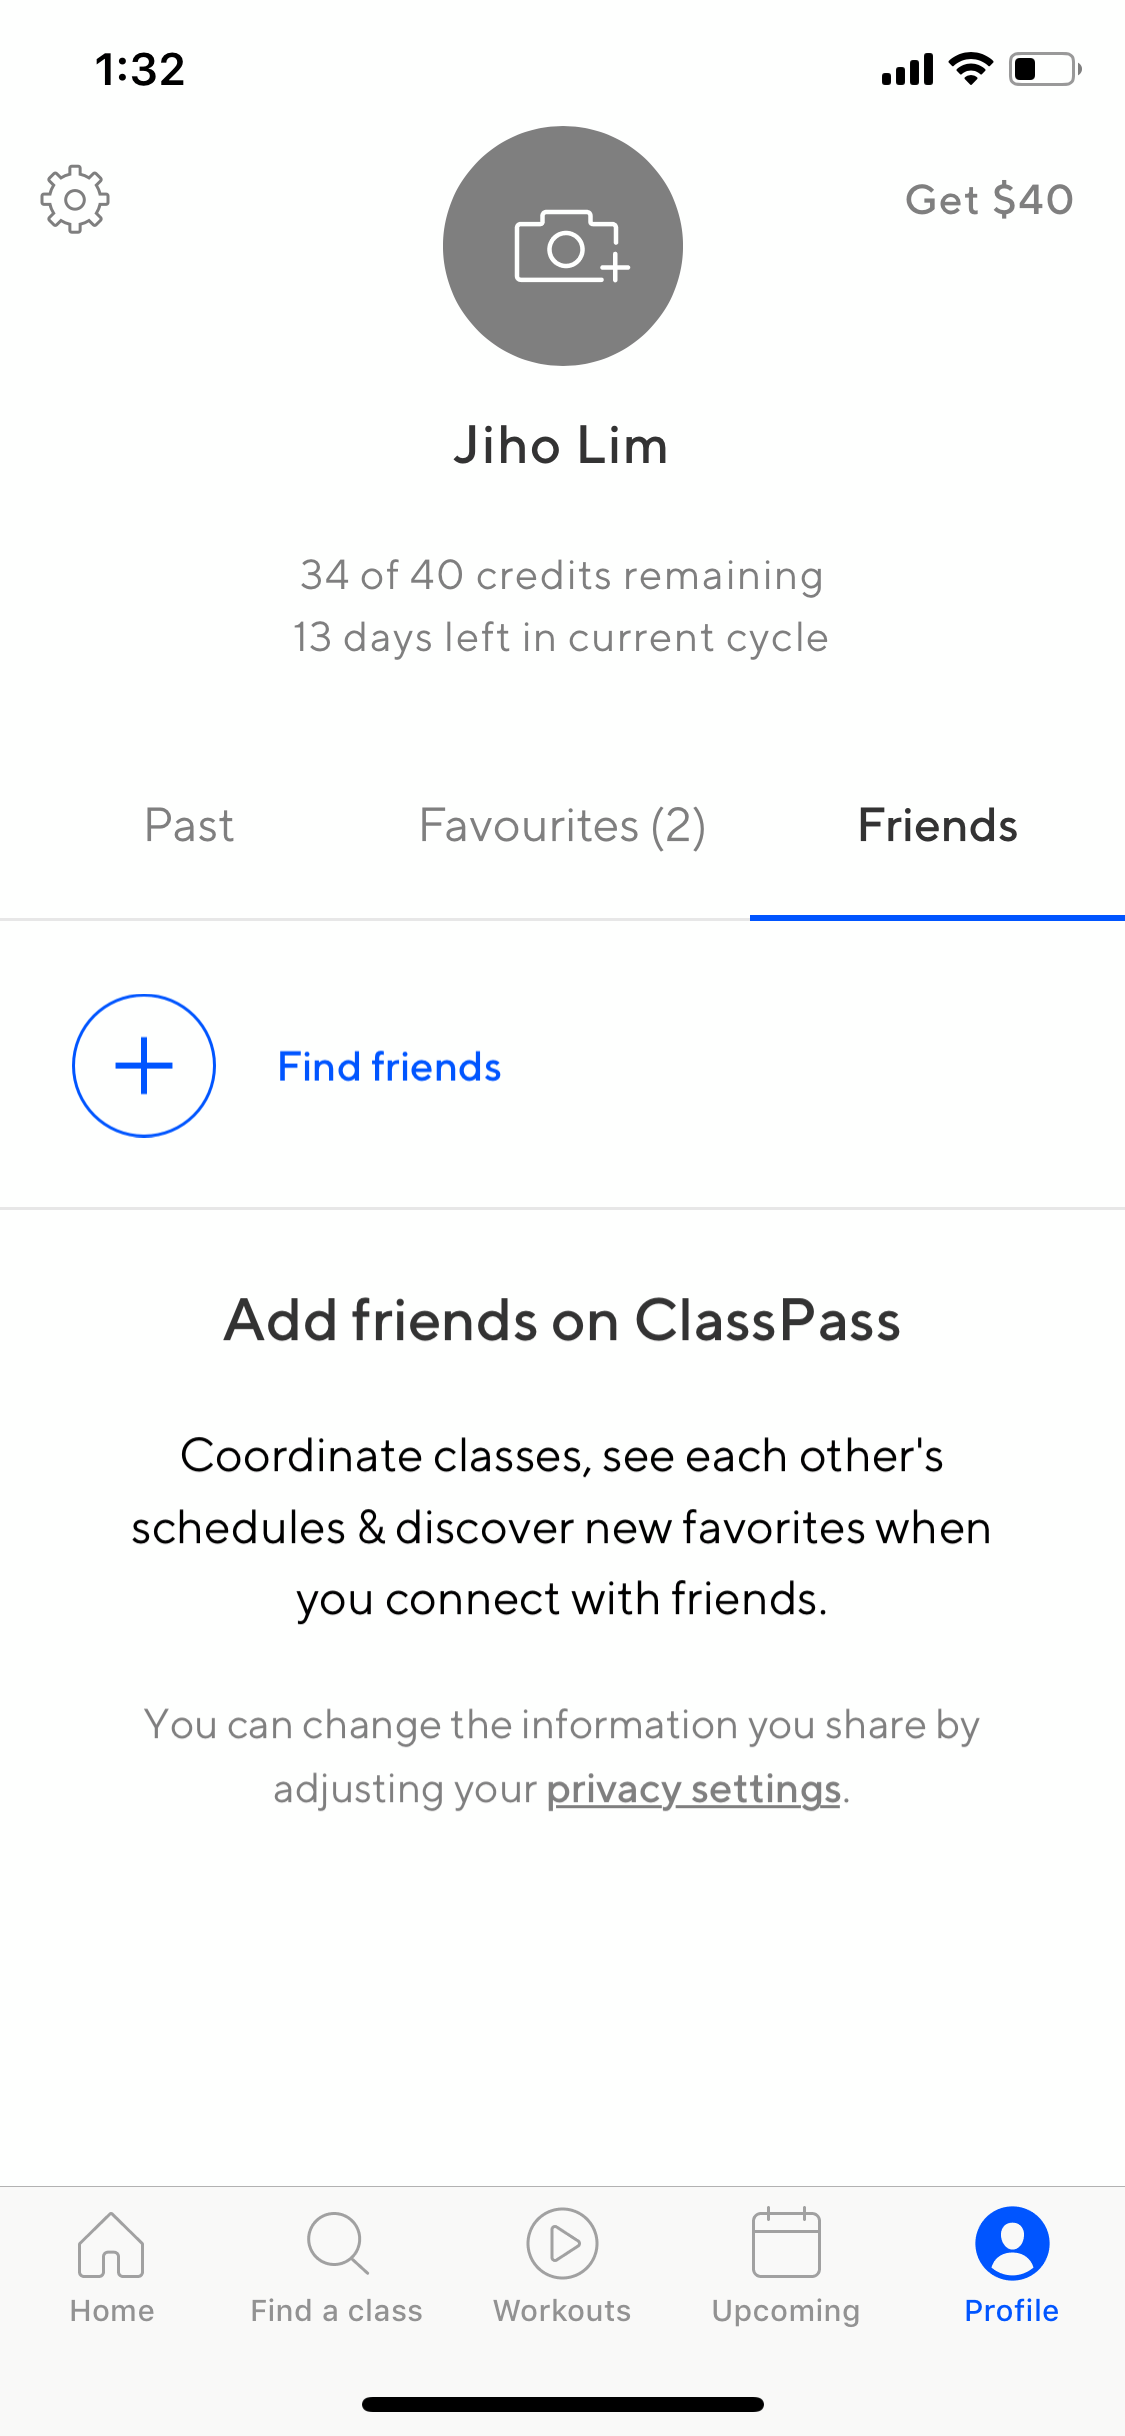 1:32
Get $40
Jiho Lim
34 of 40 credits remaining
13 days left in current cycle
Past
Favourites (2)
Friends
Find friends
Add friends on ClassPass
Coordinate classes, see each other's
schedules & discover new favorites when
you connect with friends.
You can change the information you share by
adjusting your privacy settings.
Home
Find a class
Workouts
Upcoming
Profile